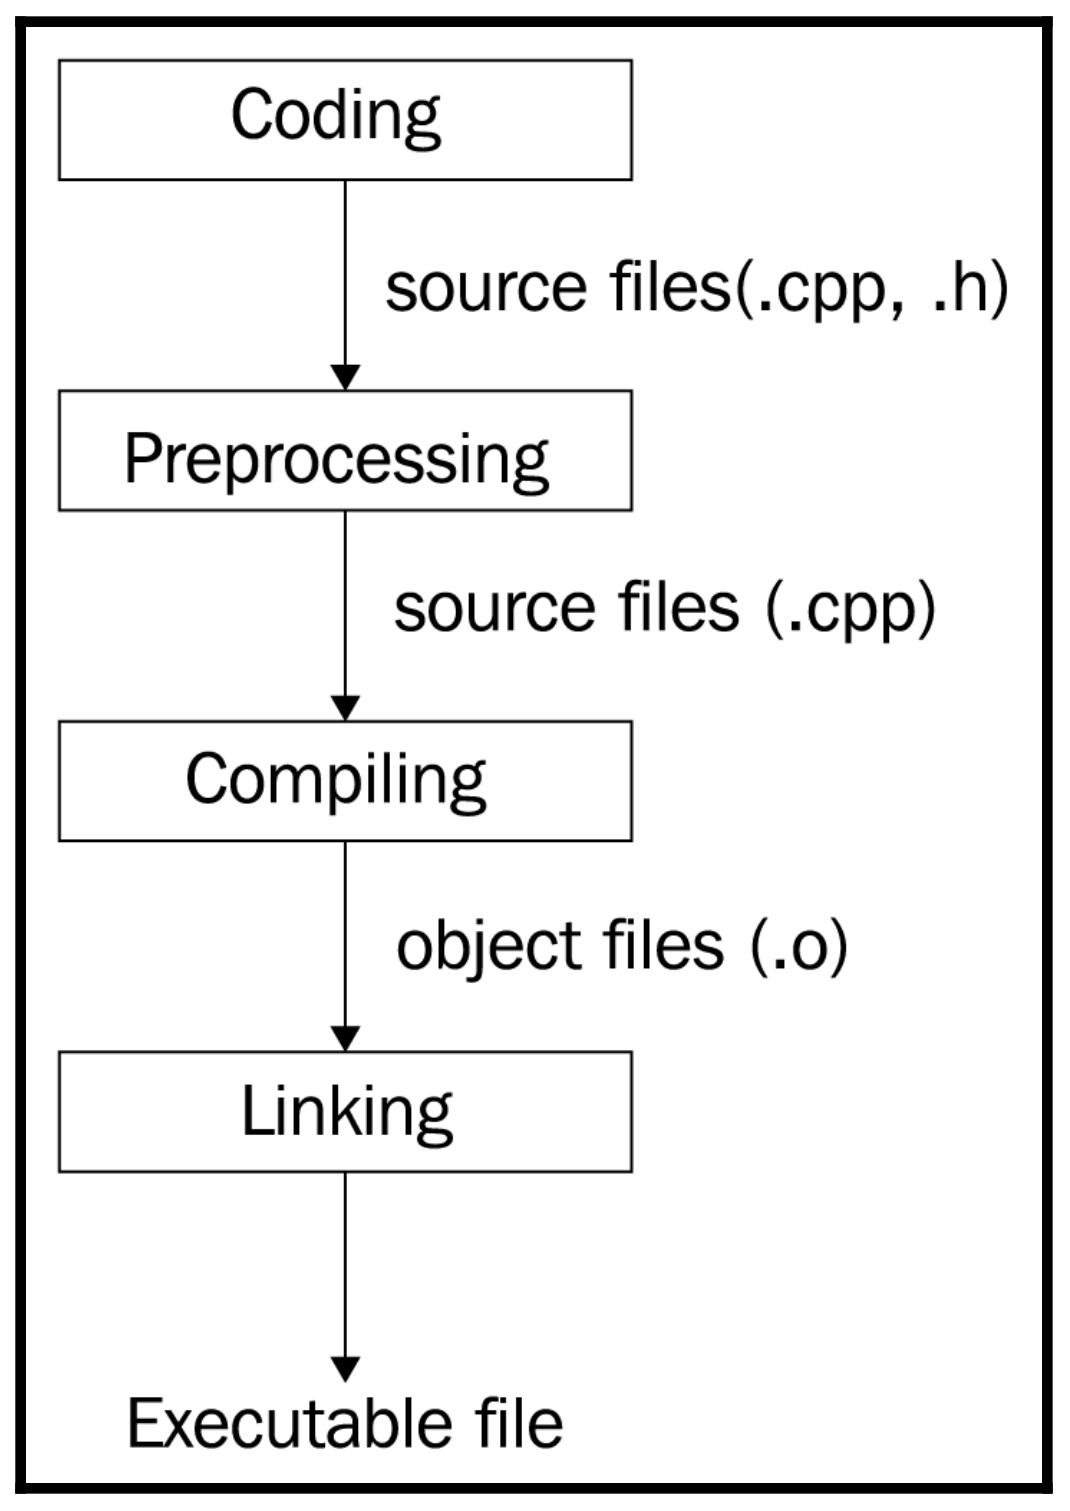 Coding
source files(.cpp, .h)
Preprocessing
source files (.cpp)
Compiling
object files (.o)
Linking
Executable file